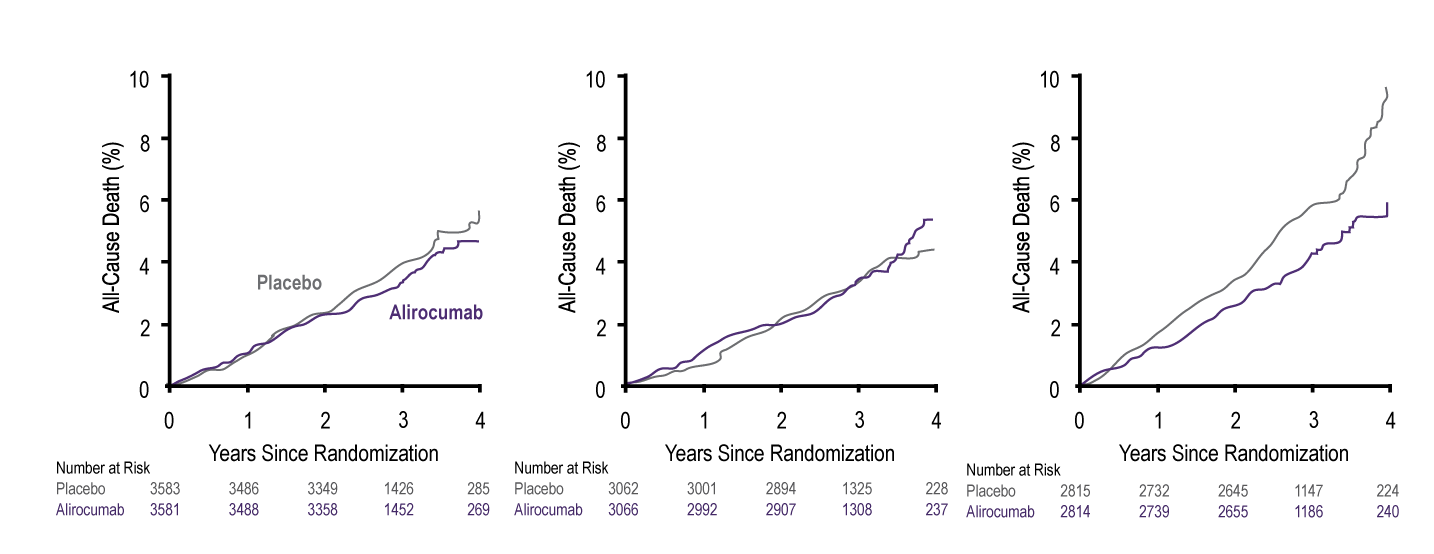 All-Cause Death (%)
10
8
6
4
2
0
Placebo
Alirocumab
0 1 2 3 4
Years Since Randomization
Number at Risk
Placebo 3583 3486 3349 1426 285
Alirocumab 3581 3488 3358 1452 269
All-Cause Death (%)
10
8
6
4
2
0
0 1 2 3 4
Years Since Randomization
Number at Risk
Placebo 3062 3001 2894 1325 228
Alirocumab 3066 2992 2907 1308 237
All-Cause Death (%)
10
8
6
4
2
0
0 1 2 3 4
Years Since Randomization
Number at Risk
Placebo 2815 2732 2645 1147 224
Alirocumab 2814 2739 2655 1186 240